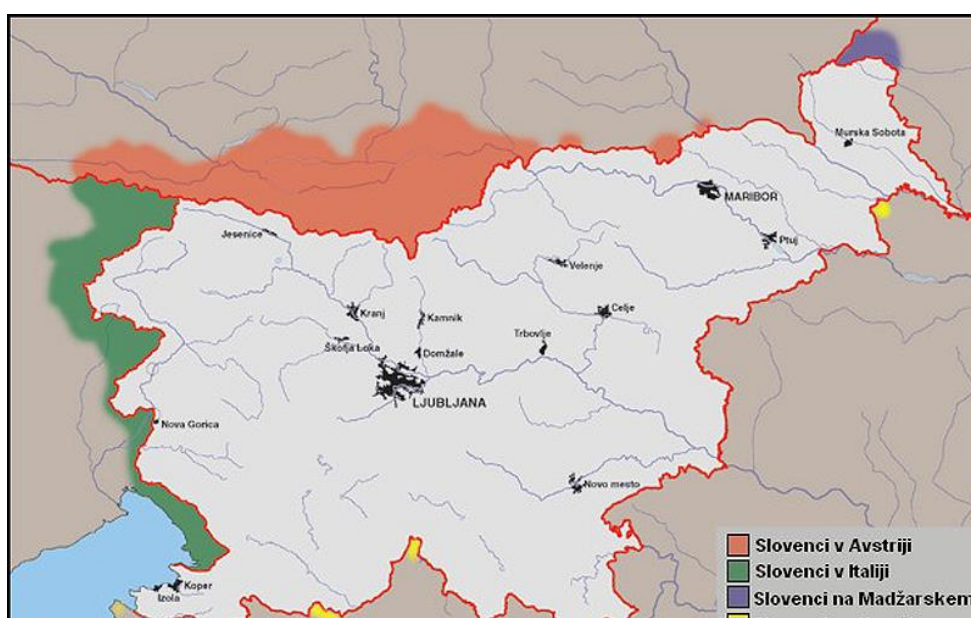 Murska Sobota
MARIBOR
Jesenice
Ptuj
Velenje
Kranj
Kamnik
Celje
Škofja Loka
Domžale
Trbovlje
LJUBLJANA
Nova Gorica
Novo mesto
Koper
Izola
Slovenci v Avstriji
Slovenci v Italiji
Slovenci na Madžarskem